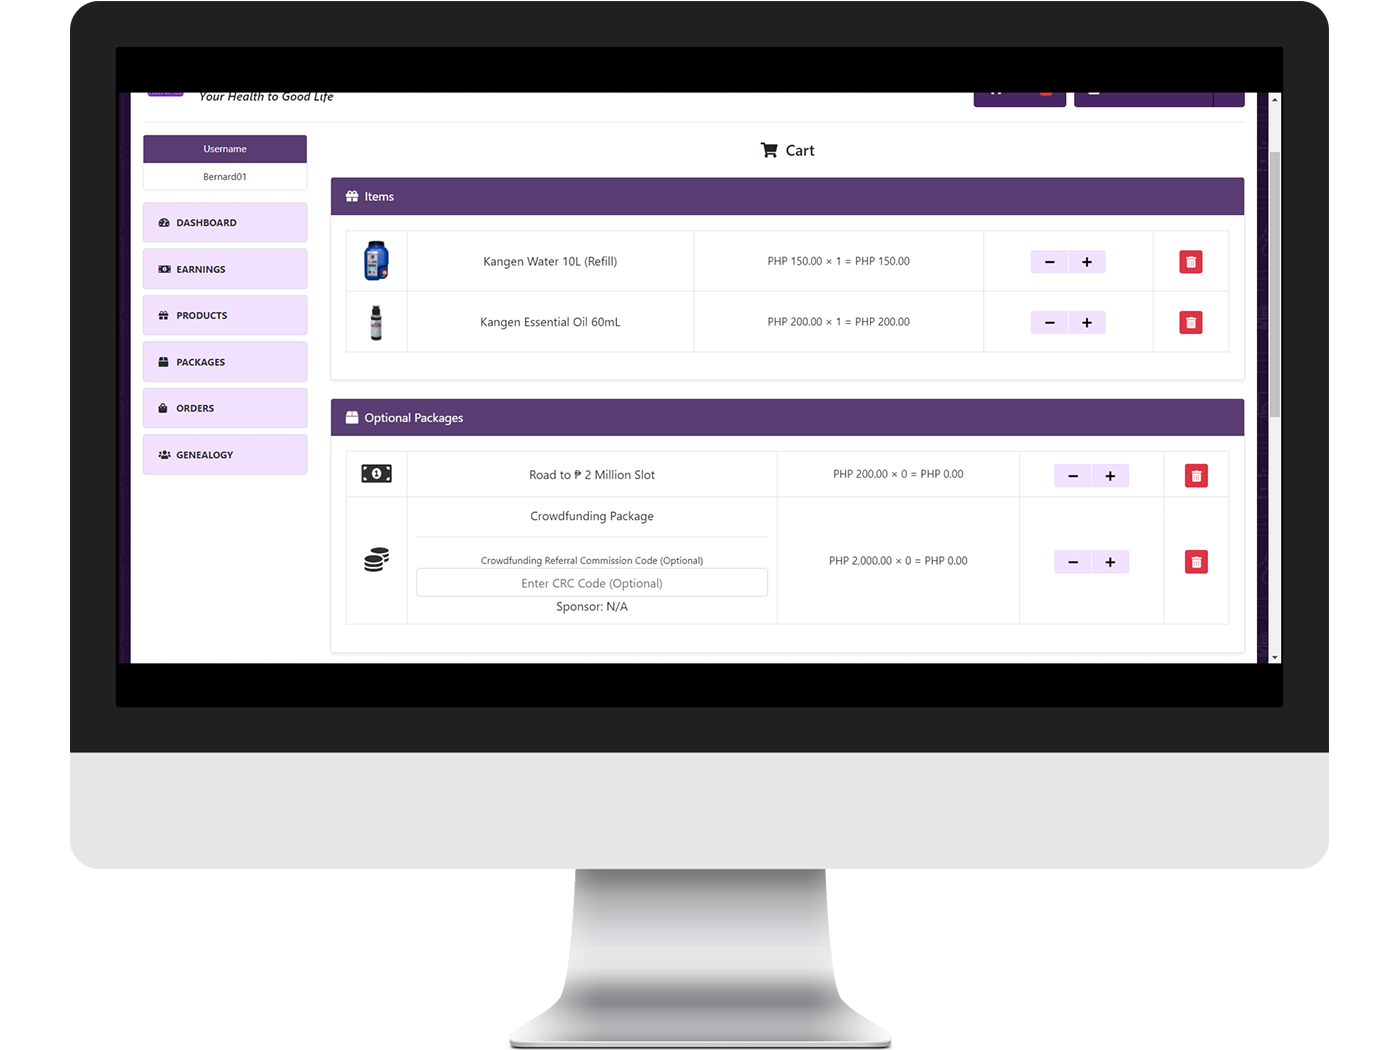 Your Health to Good Life
Username
Bernard01
DASHBOARD
EARNINGS
PRODUCTS
PACKAGES
ORDERS
GENEALOGY
Cart
Items
Kangen Water 10L (Refill)
PHP 150.00 × 1 = PHP 150.00
Kangen Essential Oil 60mL
PHP 200.00 × 1 = PHP 200.00
Optional Packages
1
Road to ₱ 2 Million Slot
PHP 200.00 × 0 = PHP 0.00
Crowdfunding Package
Crowdfunding Referral Commission Code (Optional)
Enter CRC Code (Optional)
Sponsor: N/A
PHP 2,000.00 × 0 = PHP 0.00